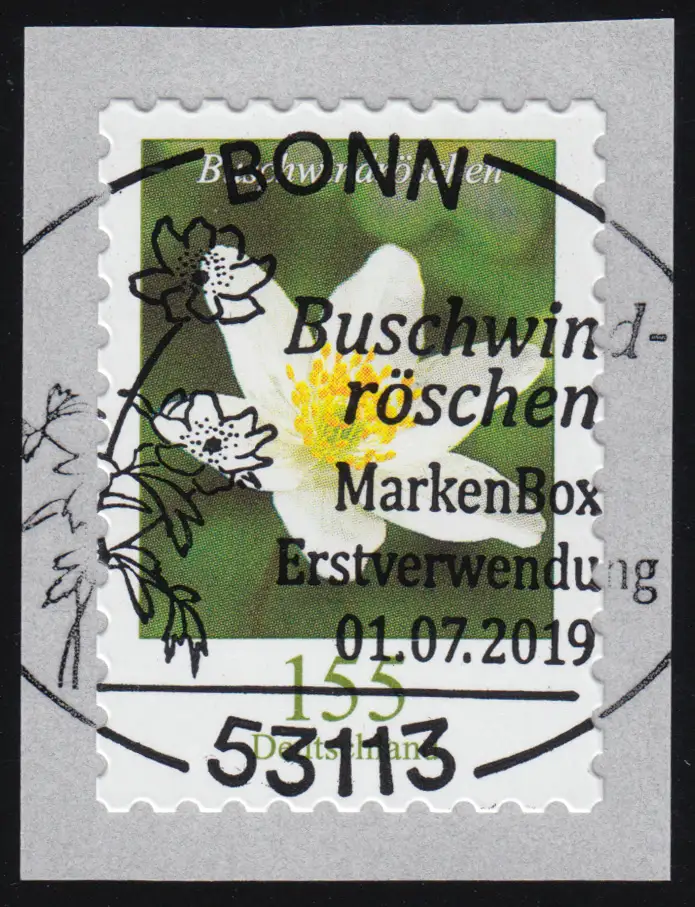 BONN
Buschwindröschen
Buschwind-
röschen
MarkenBox
Erstverwendung
01.07.2019
155
Deutschland
53113